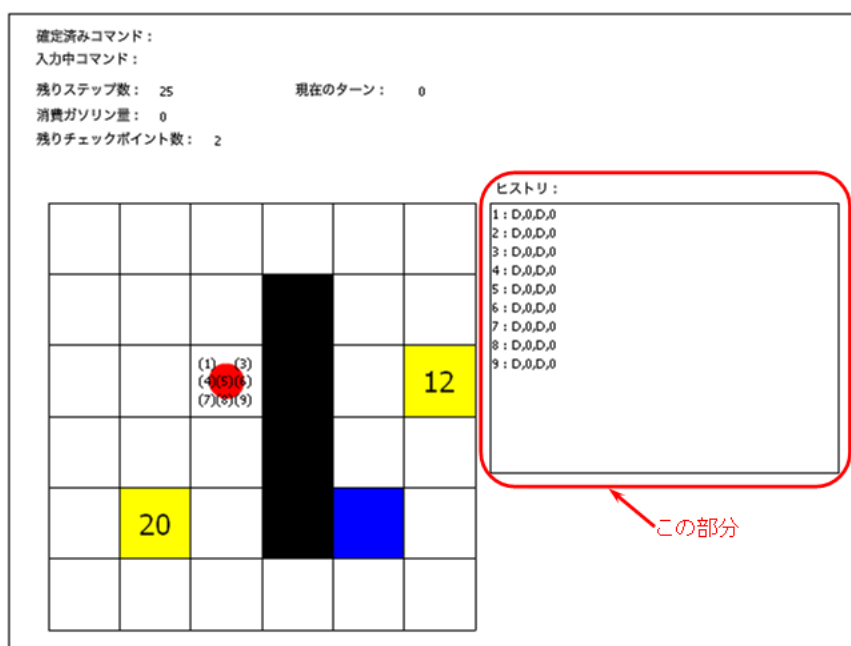 確定済みコマンド：
入力中コマンド：
残りステップ数： 25 現在のターン： 0
消費ガソリン量： 0
残りチェックポイント数： 2
ヒストリ：
1：D,0,D,0
2：D,0,D,0
3：D,0,D,0
4：D,0,D,0
5：D,0,D,0
6：D,0,D,0
7：D,0,D,0
8：D,0,D,0
9：D,0,D,0
(1) (3)
(4)(5)(6)
(7)(8)(9)
12
20
この部分